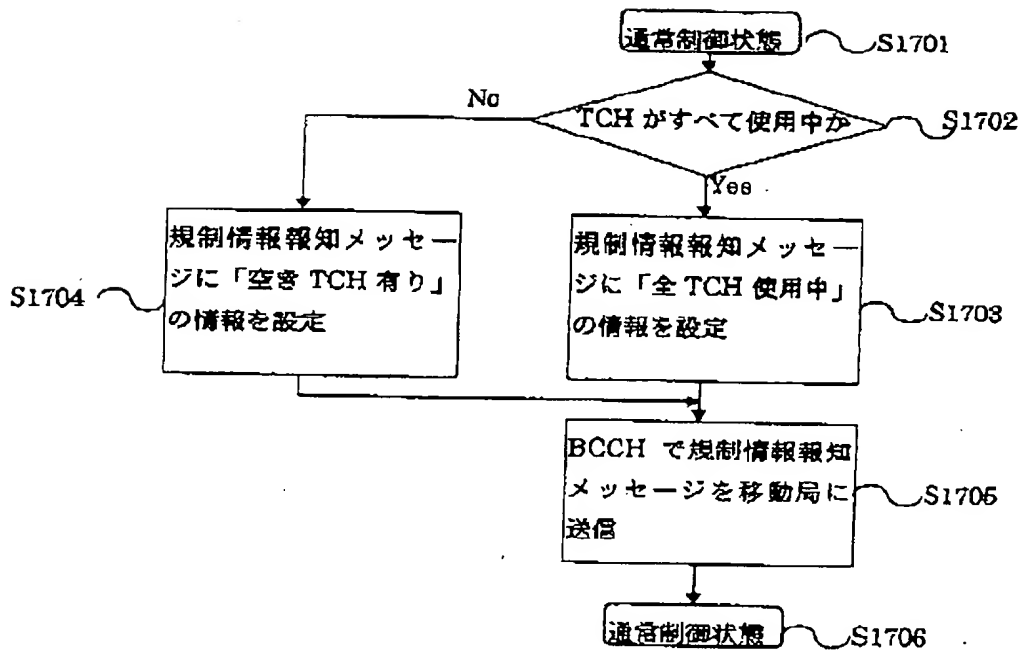 通常制御状態
S1701
No
TCH がすべて使用中か
S1702
Yes
規制情報報知メッセー
ジに「空き TCH 有り」
の情報を設定
S1704
規制情報報知メッセー
ジに「全 TCH 使用中」
の情報を設定
S1703
BCCH で規制情報報知
メッセージを移動局に
送信
S1705
通常制御状態
S1706